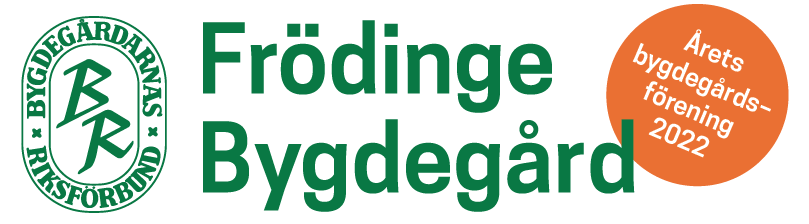 BYGDEGÅRDARNAS
BR
RIKSFÖRBUND
Frödinge
Bygdegård
Årets
bygdegårds-
förening
2022